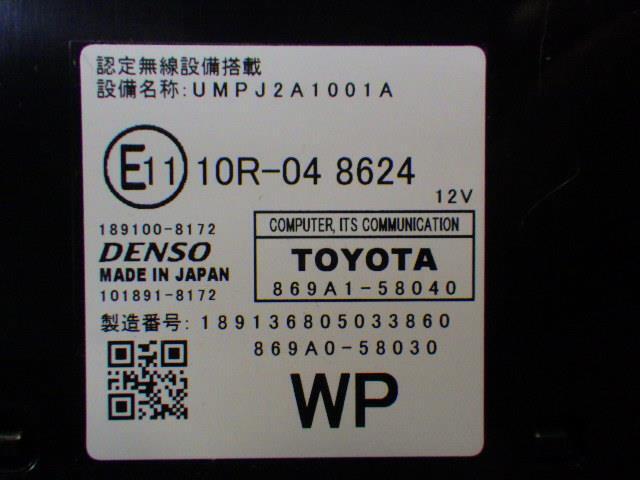 認定無線設備搭載
設備名称:UMPJ2A1001A
E11 10R-04 8624
12V
189100-8172
DENSO
MADE IN JAPAN
101891-8172
COMPUTER, ITS COMMUNICATION
TOYOTA
869A1-58040
製造番号:189136805033860
869A0-58030
WP